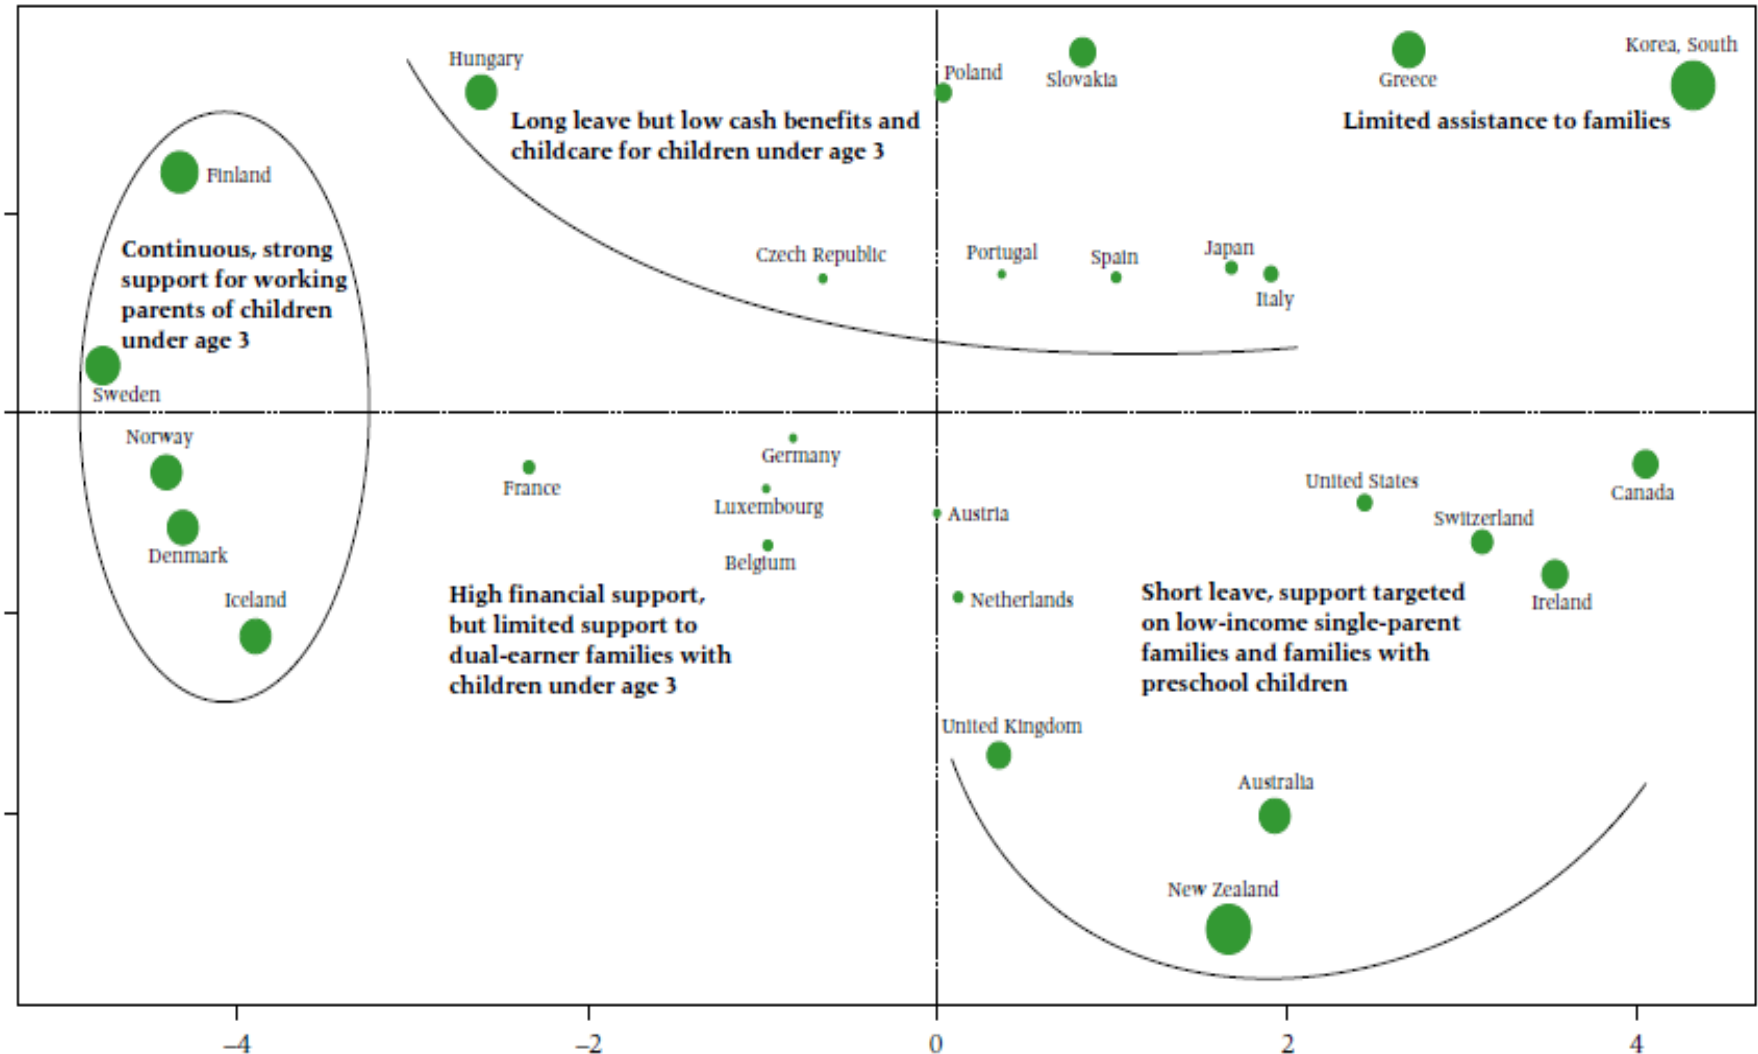 Korea, South
Hungary
Poland
Slovakia
Greece
Long leave but low cash benefits and
childcare for children under age 3
Limited assistance to families
Finland
Continuous, strong
support for working
parents of children
under age 3
Czech Republic
Portugal
Spain
Japan
Italy
Sweden
Norway
Germany
France
Luxembourg
United States
Canada
Austria
Switzerland
Denmark
Belgium
Iceland
Netherlands
Ireland
High financial support,
but limited support to
dual-earner families with
children under age 3
Short leave, support targeted
on low-income single-parent
families and families with
preschool children
United Kingdom
Australia
New Zealand
–4
–2
0
2
4